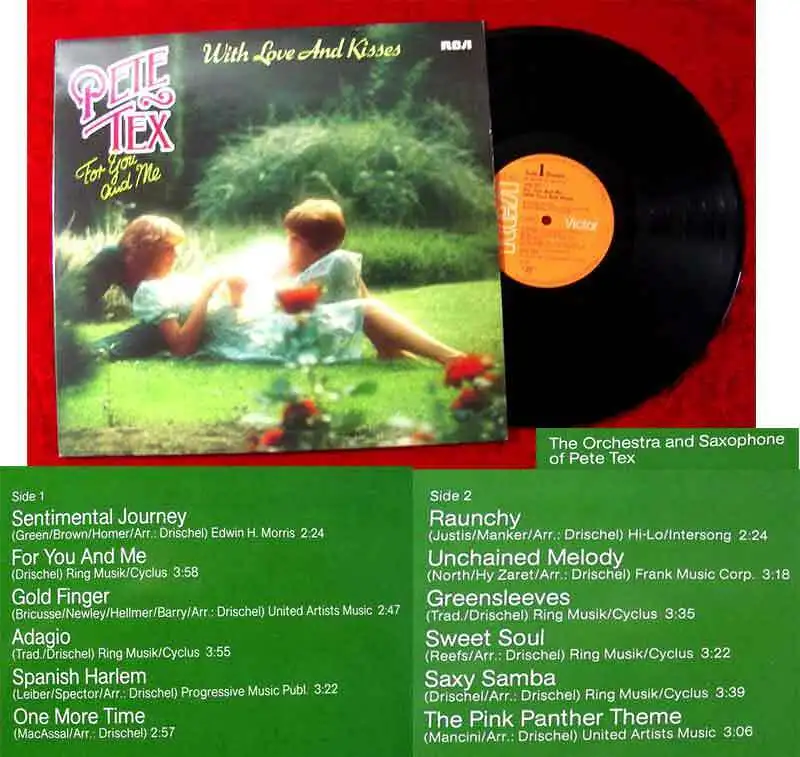 With Love And Kisses
RCA
PETE
TEX
For You
And Me
Victor
1
The Orchestra and Saxophone
of Pete Tex
Side 1
Sentimental Journey
(Green/Brown/Homer/Arr.: Drischel) Edwin H. Morris 2:24
For You And Me
(Drischel) Ring Musik/Cyclus 3:58
Gold Finger
(Bricusse/Newley/Hellmer/Barry/Arr.: Drischel) United Artists Music 2:47
Adagio
(Trad./Drischel) Ring Musik/Cyclus 3:55
Spanish Harlem
(Leiber/Spector/Arr.: Drischel) Progressive Music Publ. 3:22
One More Time
(MacAssal/Arr.: Drischel) 2:57
Side 2
Raunchy
(Justis/Manker/Arr.: Drischel) Hi-Lo/Intersong 2:24
Unchained Melody
(North/Hy Zaret/Arr.: Drischel) Frank Music Corp. 3:18
Greensleeves
(Trad./Drischel) Ring Musik/Cyclus 3:35
Sweet Soul
(Reefs/Arr.: Drischel) Ring Musik/Cyclus 3:22
Saxy Samba
(Drischel/Arr.: Drischel) Ring Musik/Cyclus 3:39
The Pink Panther Theme
(Mancini/Arr.: Drischel) United Artists Music 3:06